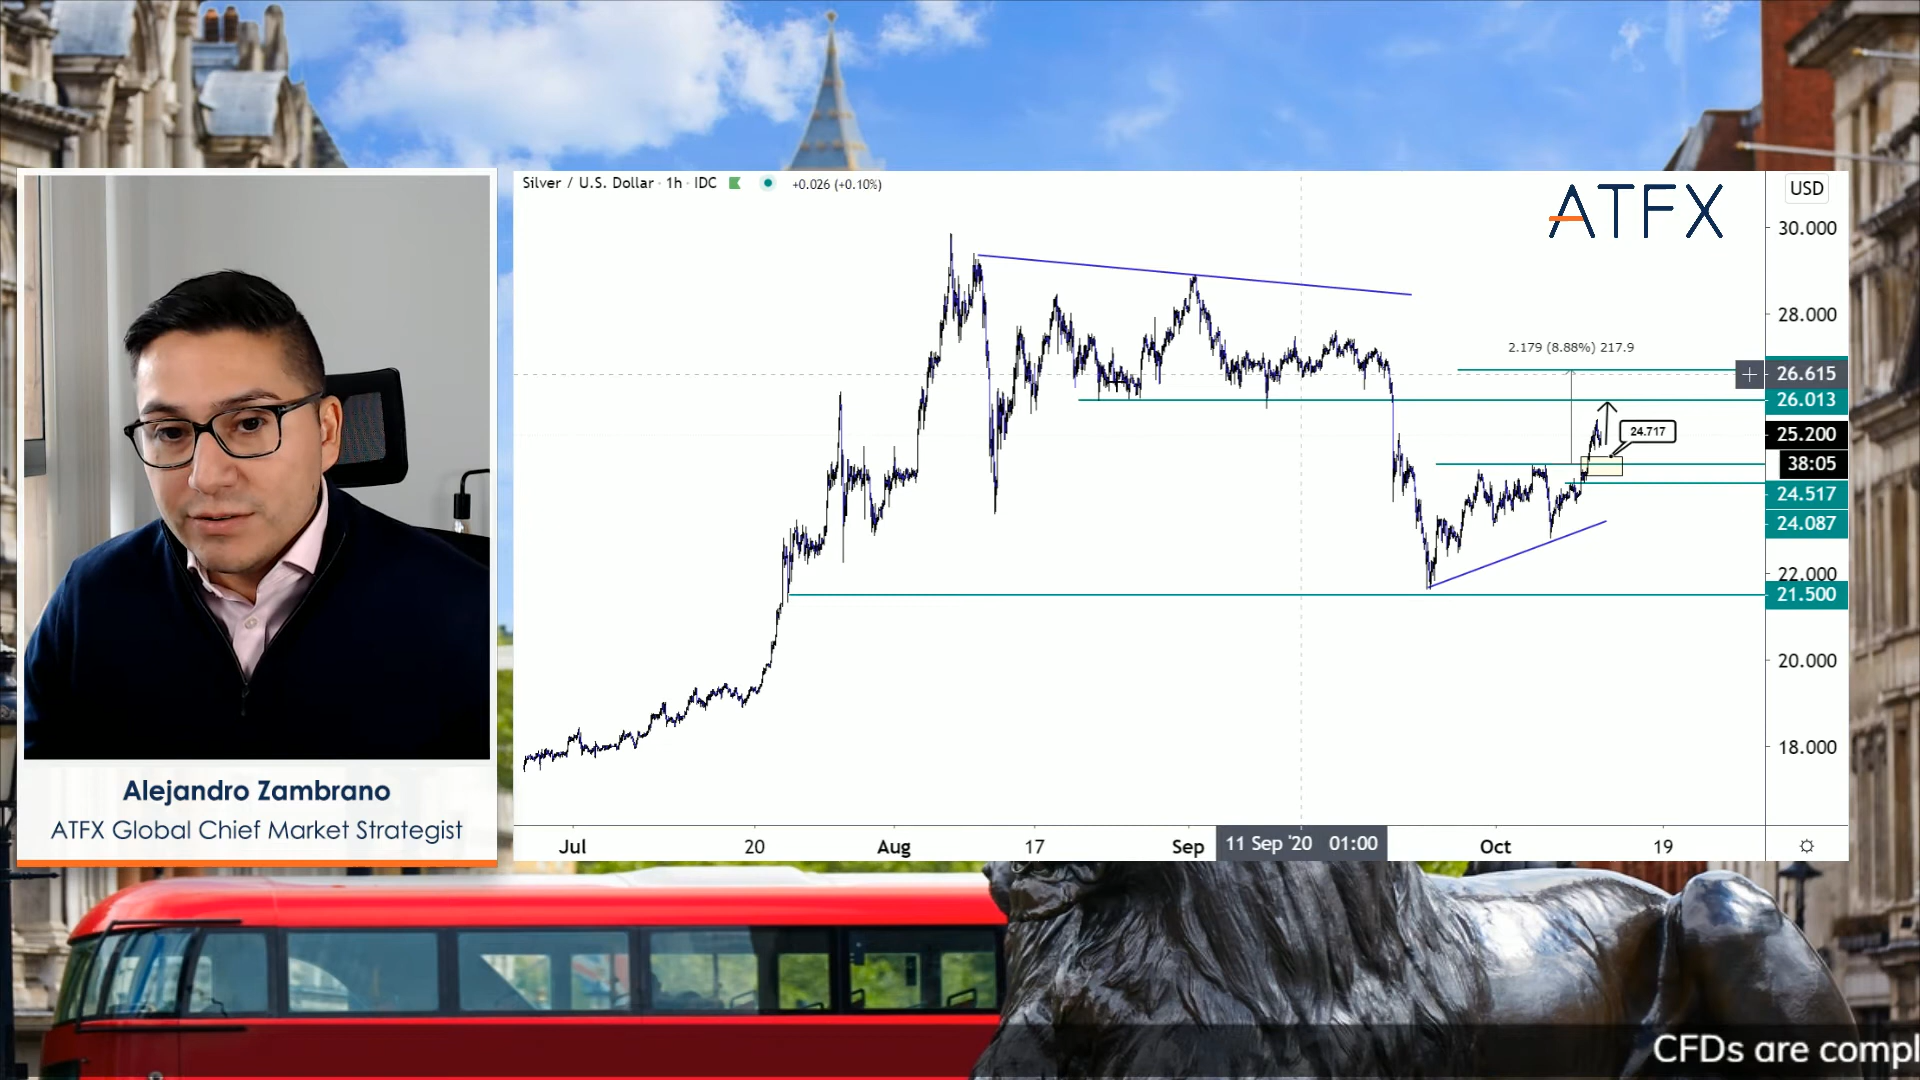 Silver / U.S. Dollar · 1h · IDC
+0.026 (+0.10%)
ATFX
USD
30.000
28.000
2.179 (8.88%) 217.9
26.615
26.013
24.717
25.200
38:05
24.517
24.087
22.000
21.500
20.000
18.000
Jul
20
Aug
17
Sep
11 Sep '20 01:00
Oct
19
Alejandro Zambrano
ATFX Global Chief Market Strategist
CFDs are compl